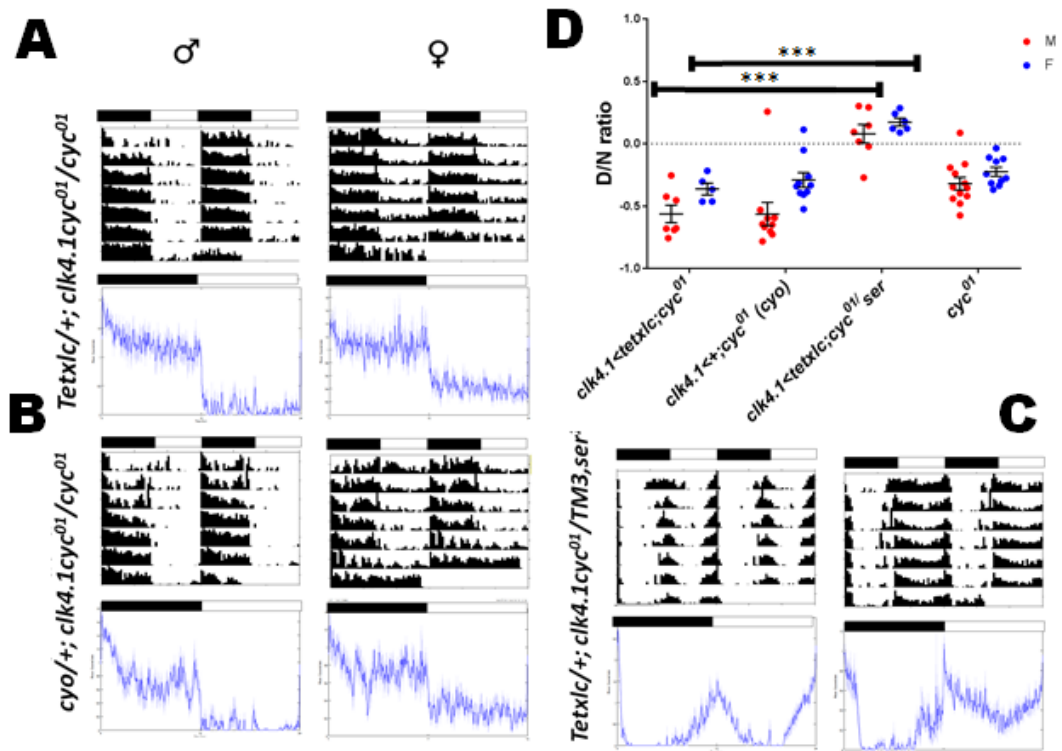 A
♂
♀
Tetxlc/+; clk4.1cyc01/cyc01
B
cyo/+; clk4.1cyc01/cyc01
D
M
F
***
***
D/N ratio
1.0
0.5
0.0
-0.5
-1.0
clk4.1<tetxlc;cyc01
clk4.1<+;cyc01 (cyo)
clk4.1<tetxlc;cyc01/ ser
cyc01
C
Tetxlc/+; clk4.1cyc01/TM3,ser